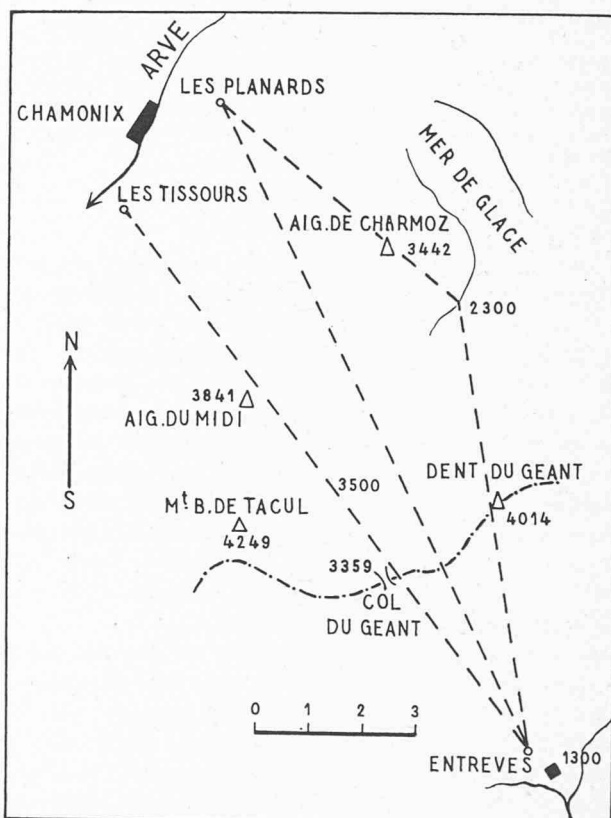 ARVE
LES PLANARDS
CHAMONIX
MER DE GLACE
LES TISSOURS
AIG. DE CHARMOZ
3442
2300
N
3841
AIG. DU MIDI
S
3500
DENT DU GEANT
4014
Mt B. DE TACUL
4249
3359
COL
DU GEANT
0 1 2 3
ENTREVES
1300